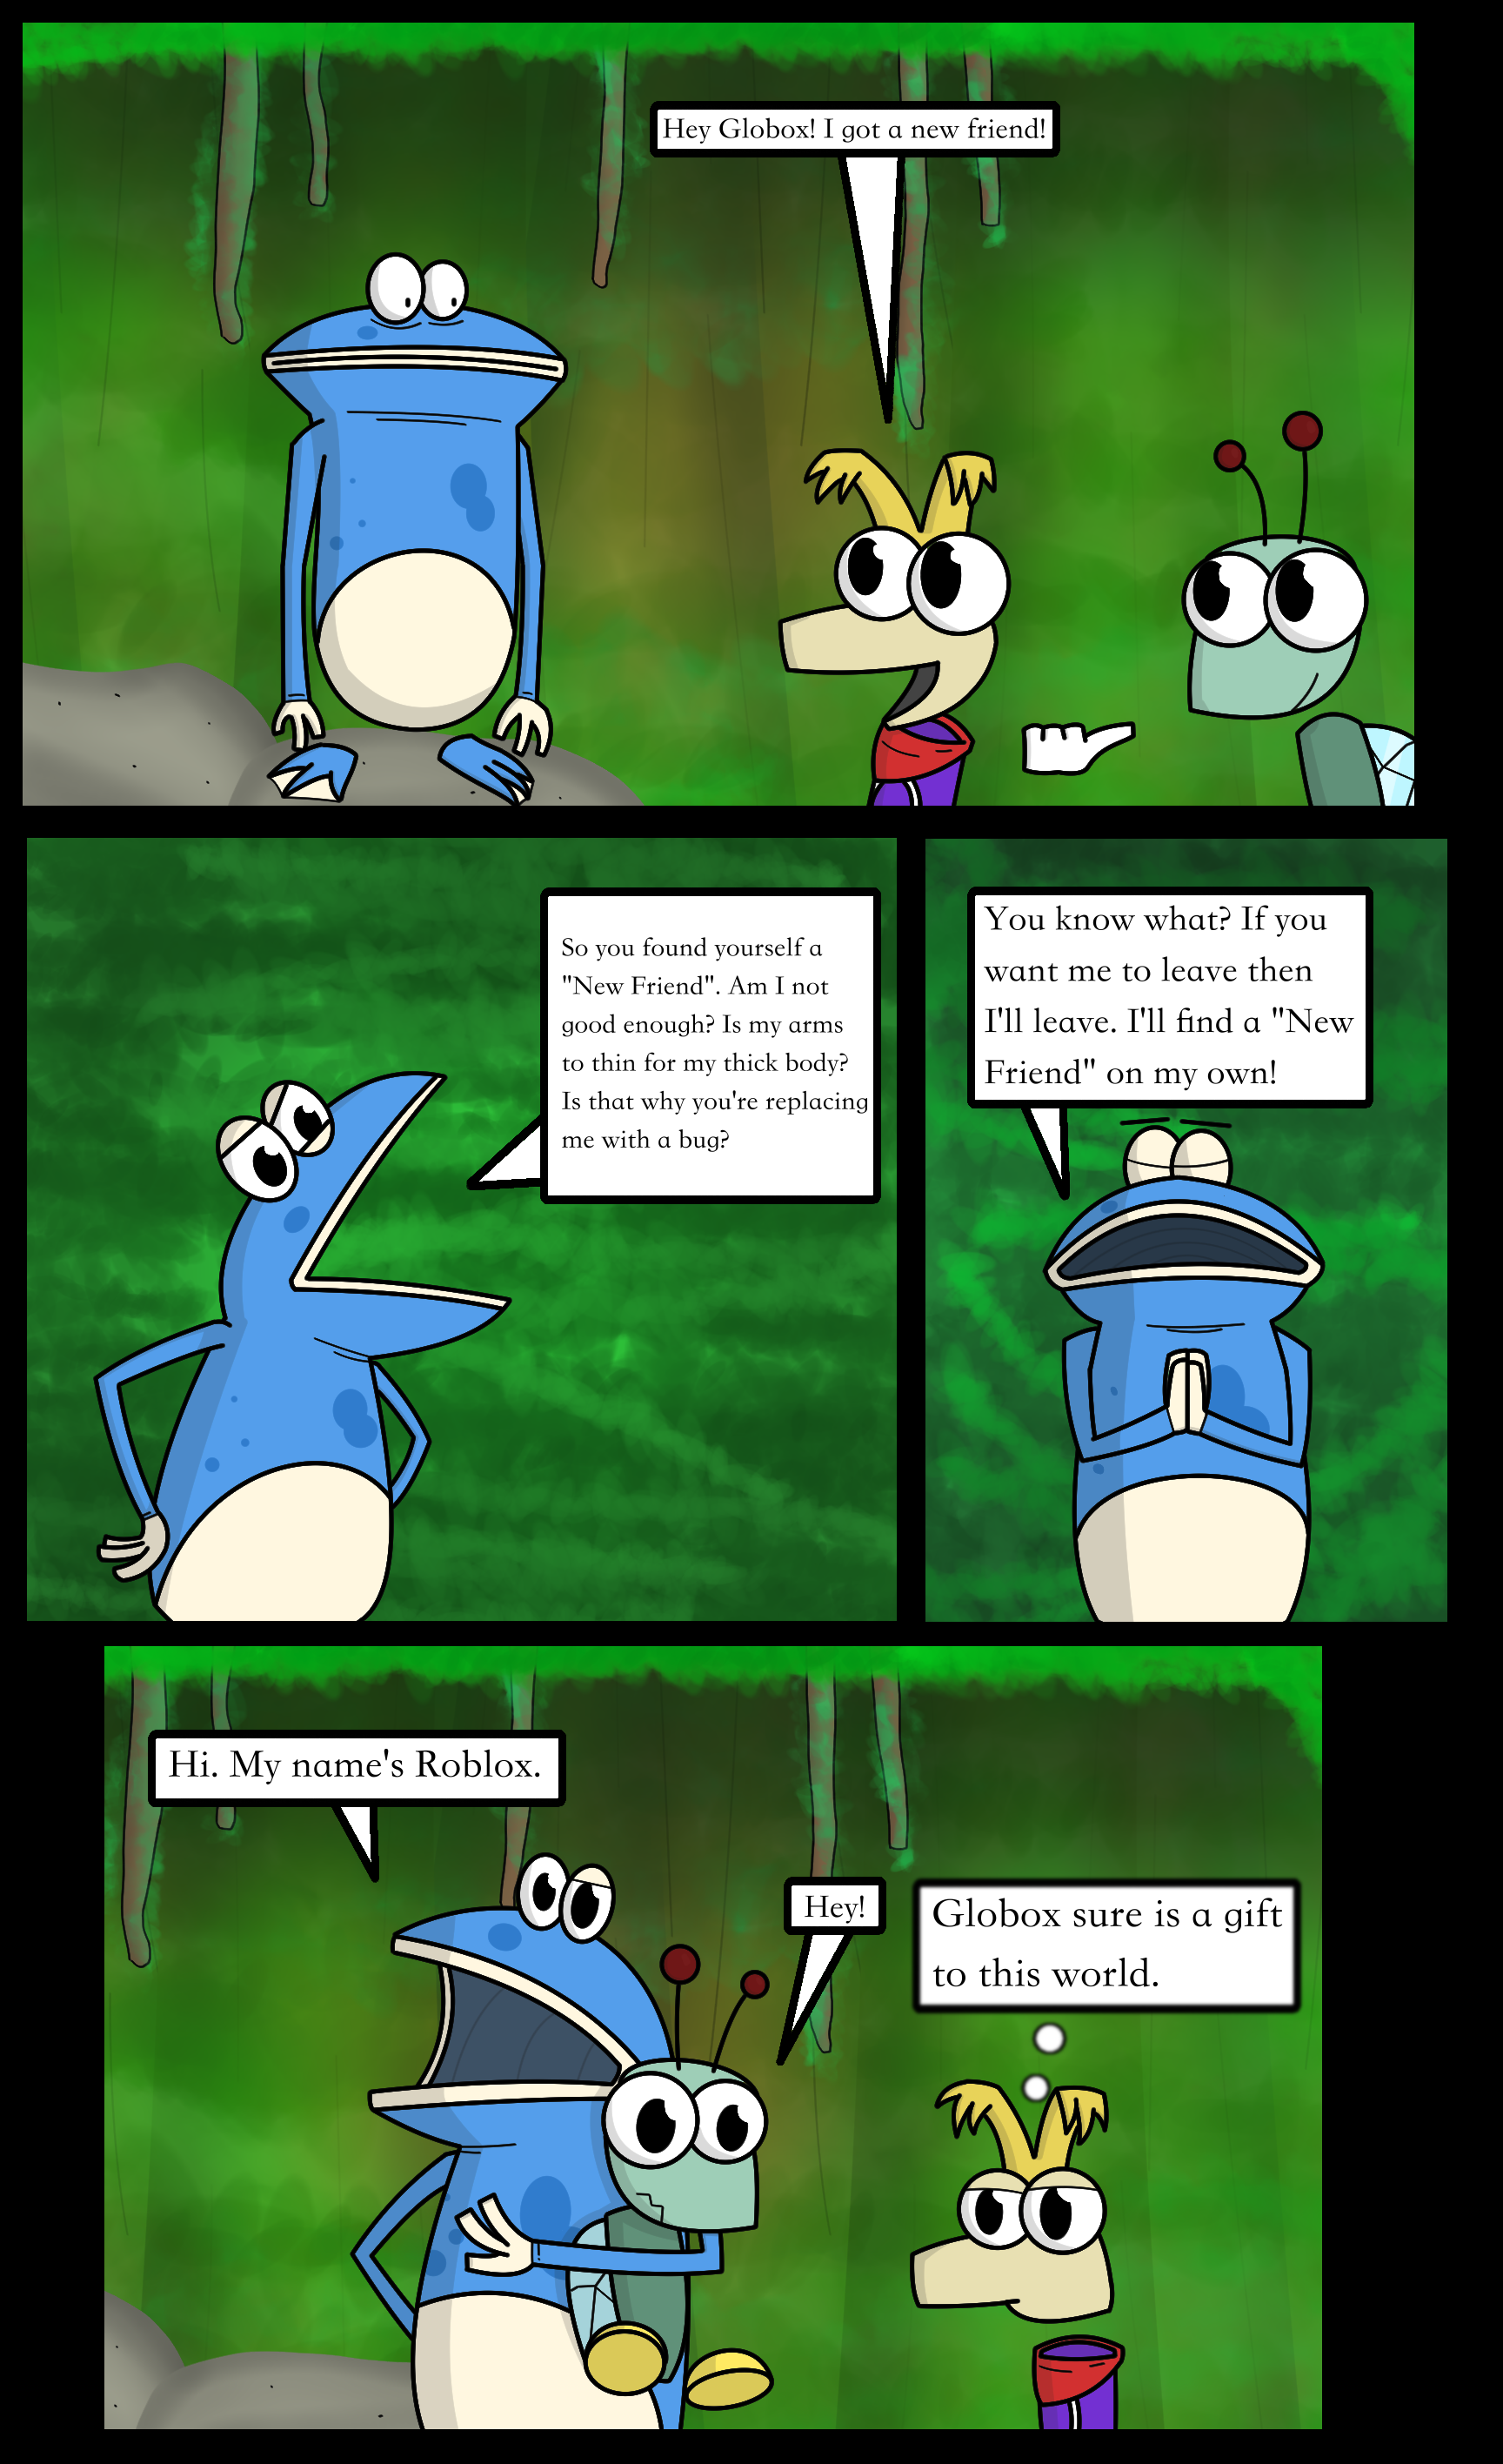 Hey Globox! I got a new friend!
So you found yourself a
"New Friend". Am I not
good enough? Is my arms
to thin for my thick body?
Is that why you're replacing
me with a bug?
You know what? If you
want me to leave then
I'll leave. I'll find a "New
Friend" on my own!
Hi. My name's Roblox.
Hey!
Globox sure is a gift
to this world.